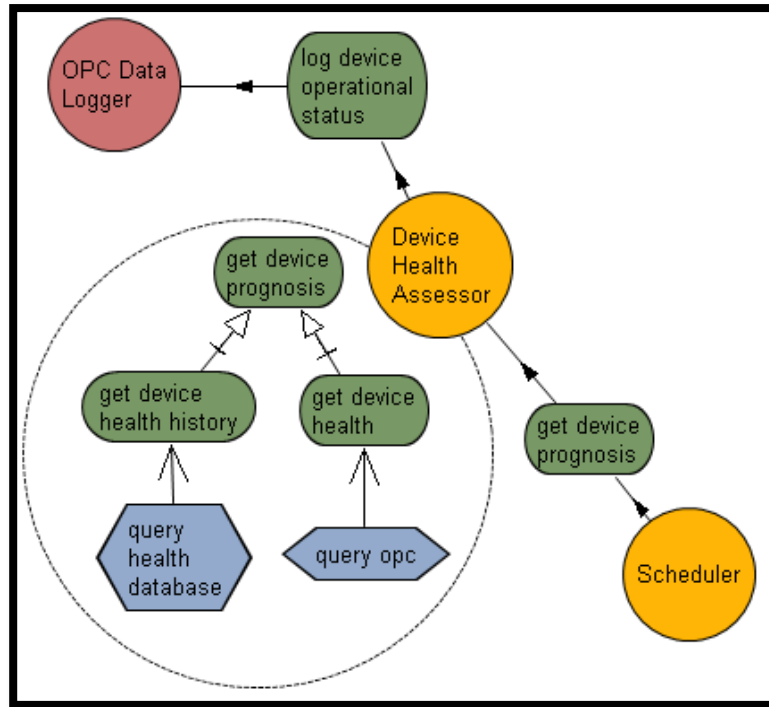 OPC Data
Logger
log device
operational
status
Device
Health
Assessor
get device
prognosis
get device
health history
get device
health
get device
prognosis
query
health
database
query opc
Scheduler